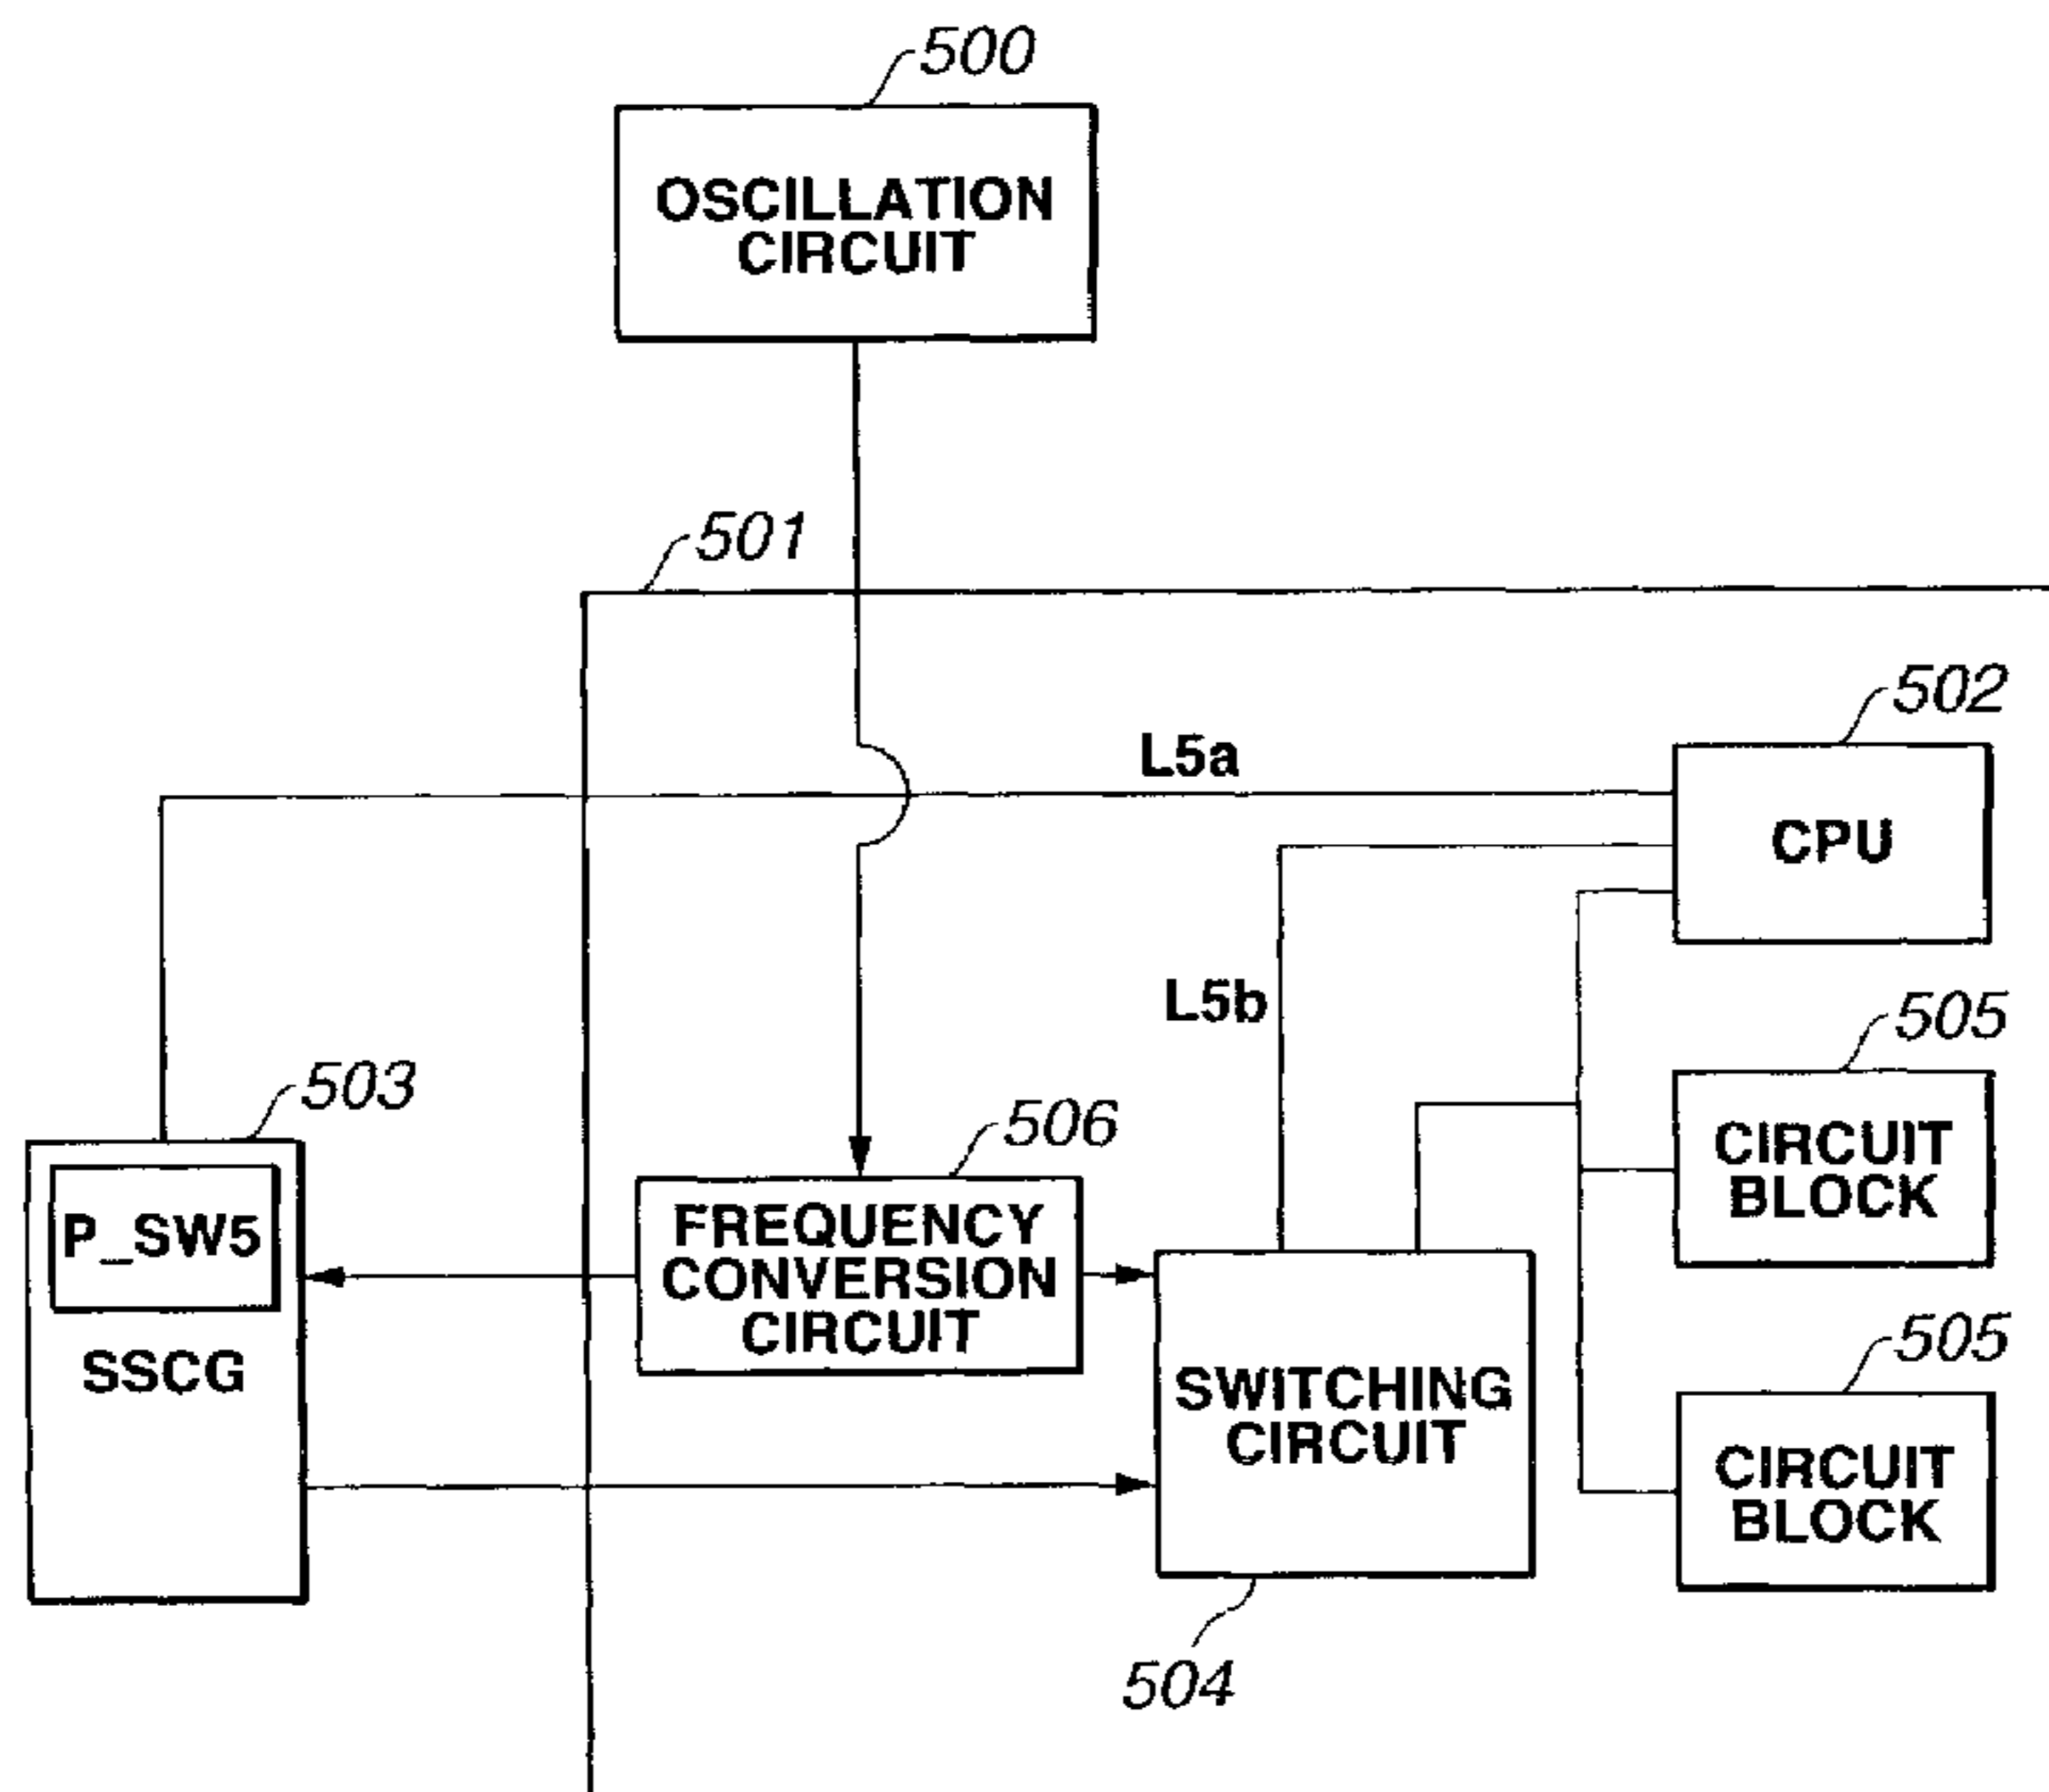 500
OSCILLATION
CIRCUIT
501
502
L5a
CPU
L5b
505
503
506
CIRCUIT
BLOCK
P_SW5
FREQUENCY
CONVERSION
CIRCUIT
SSCG
505
SWITCHING
CIRCUIT
CIRCUIT
BLOCK
504